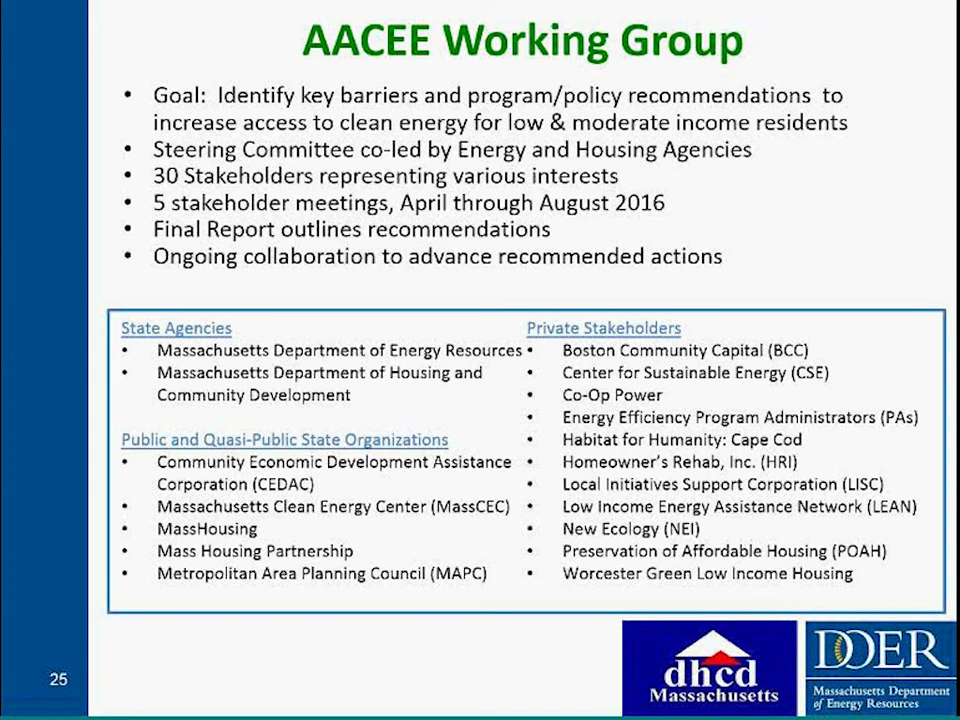 AACEE Working Group
• Goal: Identify key barriers and program/policy recommendations to
increase access to clean energy for low & moderate income residents
• Steering Committee co-led by Energy and Housing Agencies
• 30 Stakeholders representing various interests
• 5 stakeholder meetings, April through August 2016
• Final Report outlines recommendations
• Ongoing collaboration to advance recommended actions
State Agencies
• Massachusetts Department of Energy Resources
• Massachusetts Department of Housing and
Community Development
Public and Quasi-Public State Organizations
• Community Economic Development Assistance
Corporation (CEDAC)
• Massachusetts Clean Energy Center (MassCEC)
• MassHousing
• Mass Housing Partnership
• Metropolitan Area Planning Council (MAPC)
Private Stakeholders
• Boston Community Capital (BCC)
• Center for Sustainable Energy (CSE)
• Co-Op Power
• Energy Efficiency Program Administrators (PAs)
• Habitat for Humanity: Cape Cod
• Homeowner's Rehab, Inc. (HRI)
• Local Initiatives Support Corporation (LISC)
• Low Income Energy Assistance Network (LEAN)
• New Ecology (NEI)
• Preservation of Affordable Housing (POAH)
• Worcester Green Low Income Housing
25
dhcd
Massachusetts
DOER
Massachusetts Department
of Energy Resources